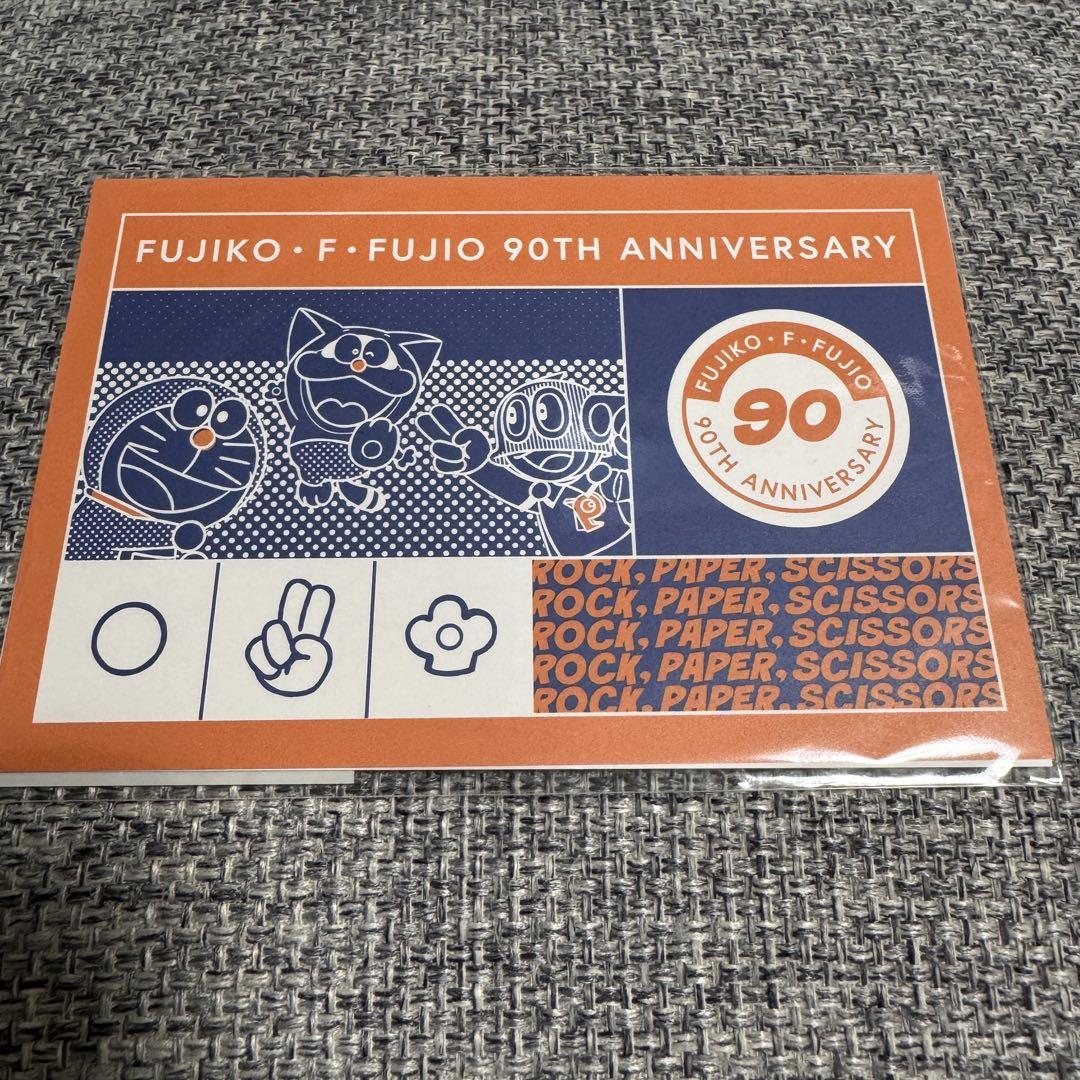 FUJIKO・F・FUJIO 90TH ANNIVERSARY
FUJIKO・F・FUJIO
90
90TH ANNIVERSARY
P
ROCK, PAPER, SCISSORS
ROCK, PAPER, SCISSORS
ROCK, PAPER, SCISSORS
ROCK, PAPER, SCISSORS
ROCK, PAPER, SCISSORS